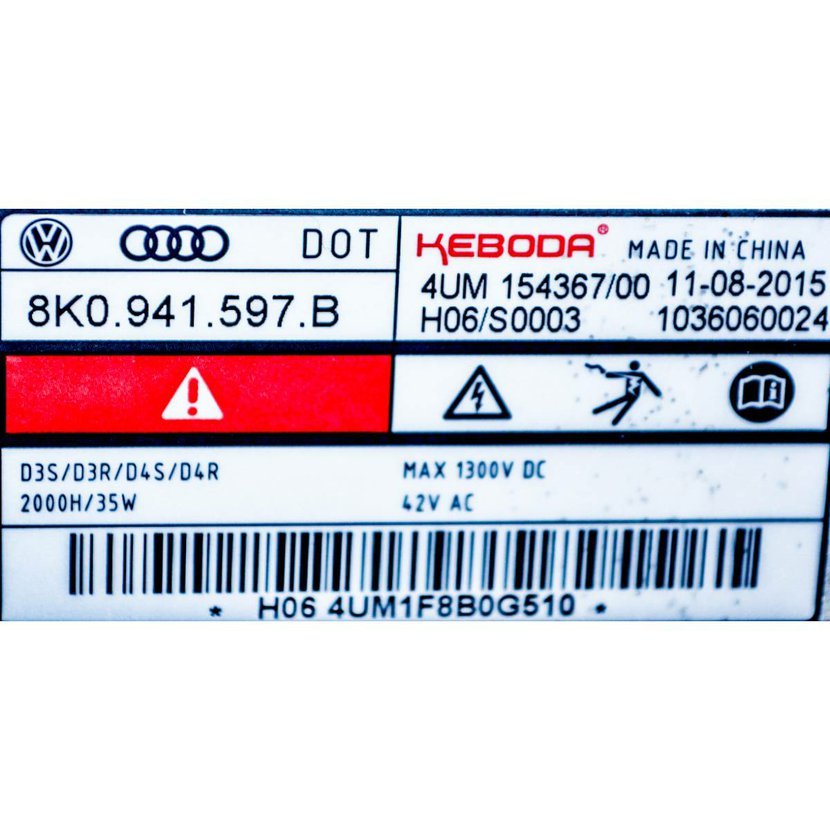 DOT
8K0.941.597.B
KEBODA® MADE IN CHINA
4UM 154367/00 11-08-2015
H06/S0003 1036060024
D3S/D3R/D4S/D4R
2000H/35W
MAX 1300V DC
42V AC
* H06 4UM1F8B0G510 *